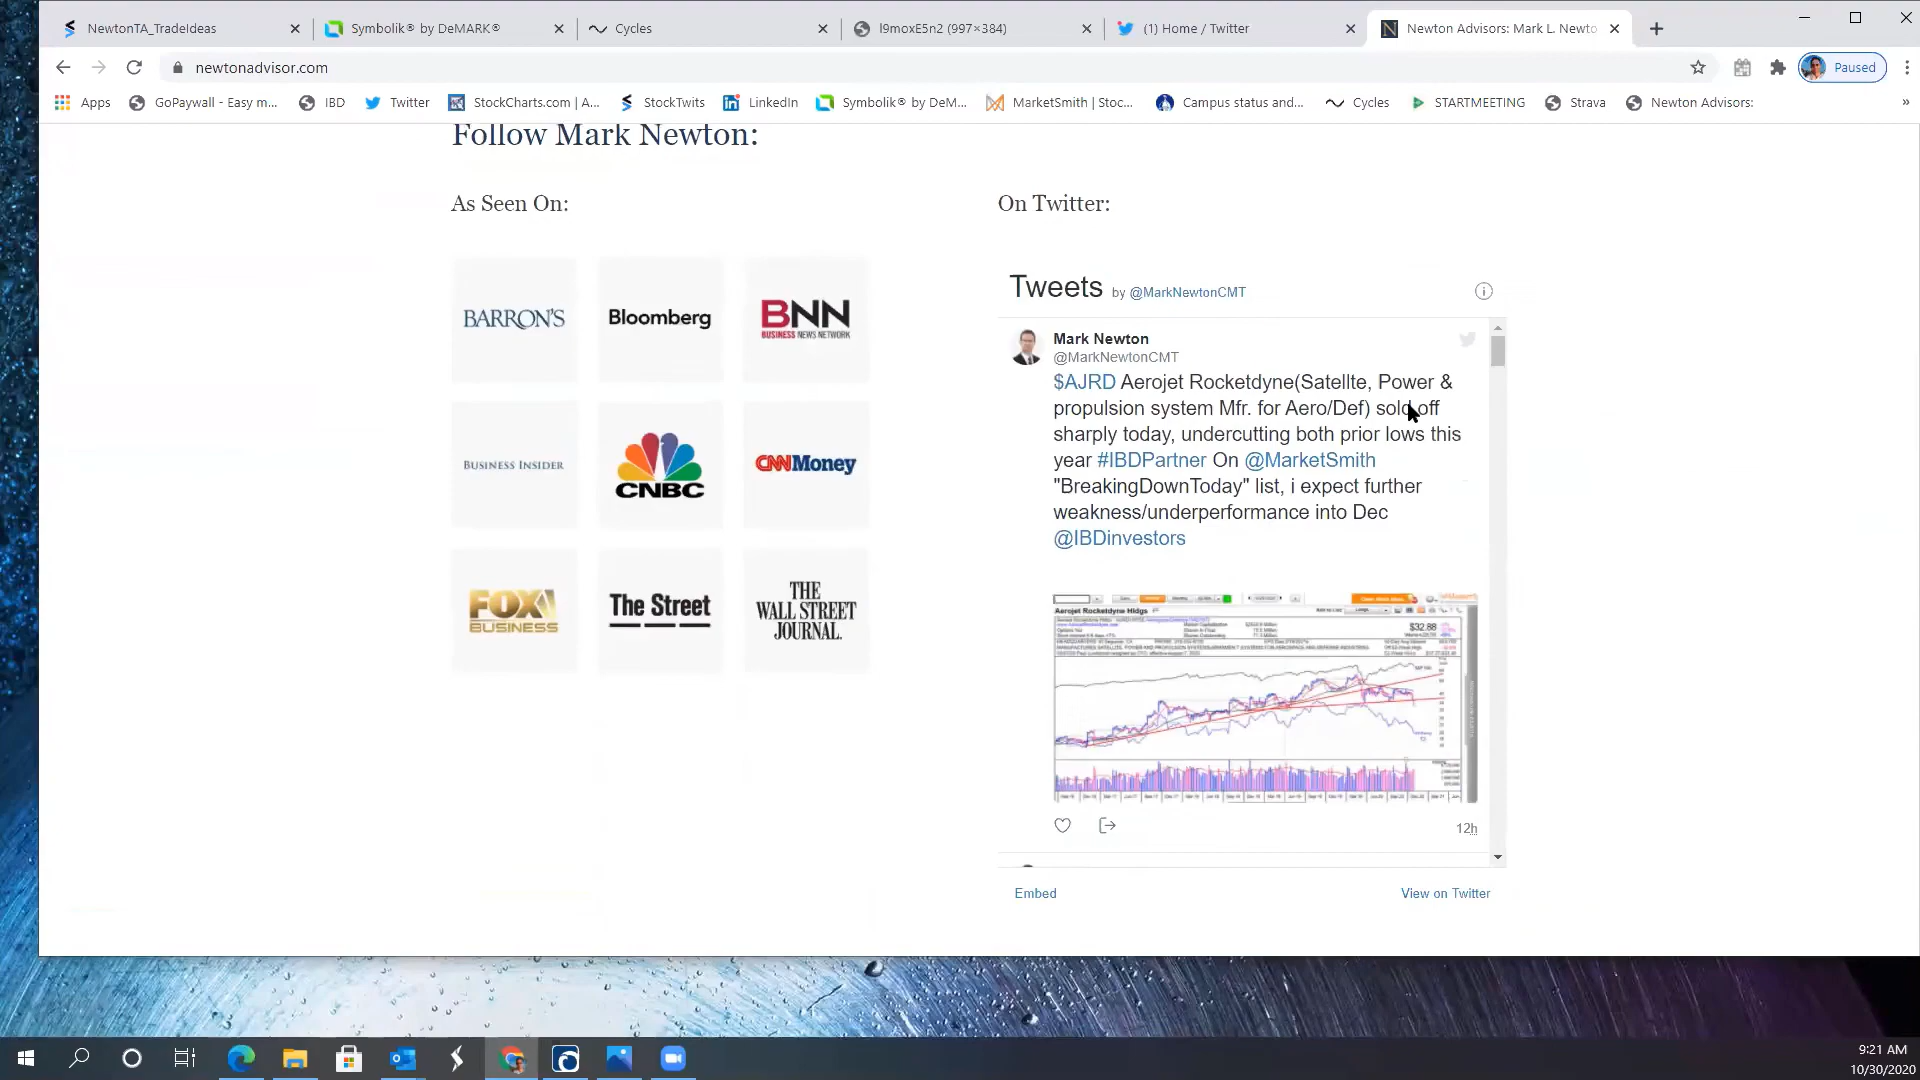 NewtonTA_TradeIdeas
Symbolik® by DeMARK®
Cycles
l9moxE5n2 (997×384)
(1) Home / Twitter
Newton Advisors: Mark L. Newto
newtonadvisor.com
Paused
Apps
GoPaywall - Easy m...
IBD
Twitter
StockCharts.com | A...
StockTwits
LinkedIn
Symbolik® by DeM...
MarketSmith | Stoc...
Campus status and...
Cycles
STARTMEETING
Strava
Newton Advisors:
»
Follow Mark Newton:
As Seen On:
On Twitter:
BARRON'S
Bloomberg
BNN
BUSINESS NEWS NETWORK
BUSINESS INSIDER
CNBC
CNNMoney
FOX
BUSINESS
The Street
THE
WALL STREET
JOURNAL.
Tweets by @MarkNewtonCMT
Mark Newton
@MarkNewtonCMT
$AJRD Aerojet Rocketdyne(Satellte, Power &
propulsion system Mfr. for Aero/Def) sold off
sharply today, undercutting both prior lows this
year #IBDPartner On @MarketSmith
"BreakingDownToday" list, i expect further
weakness/underperformance into Dec
@IBDinvestors
Aerojet Rocketdyne Hldgs
$32.88
12h
Embed
View on Twitter
9:21 AM
10/30/2020